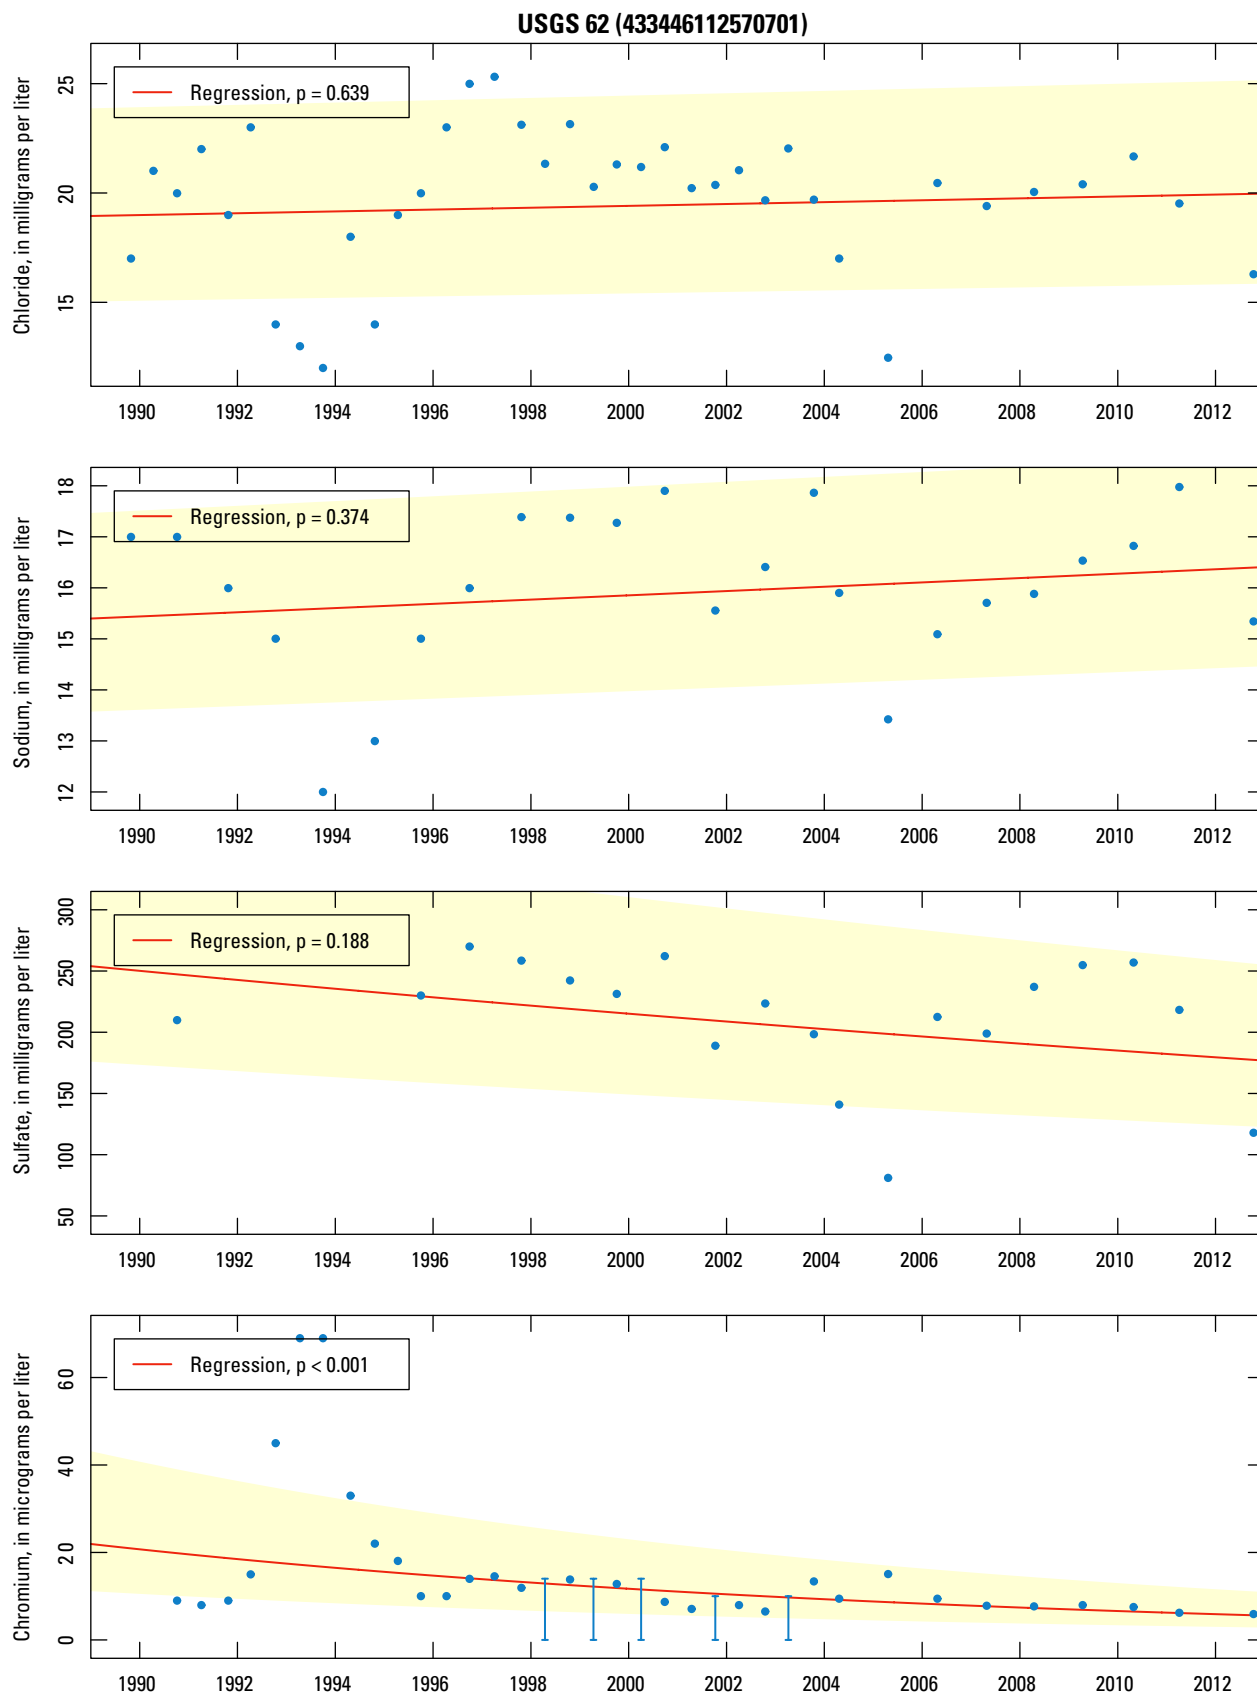 USGS 62 (433446112570701)
Chloride, in milligrams per liter
25
20
15
Regression, p = 0.639
1990 1992 1994 1996 1998 2000 2002 2004 2006 2008 2010 2012
Sodium, in milligrams per liter
18
17
16
15
14
13
12
Regression, p = 0.374
1990 1992 1994 1996 1998 2000 2002 2004 2006 2008 2010 2012
Sulfate, in milligrams per liter
300
250
200
150
100
50
Regression, p = 0.188
1990 1992 1994 1996 1998 2000 2002 2004 2006 2008 2010 2012
Chromium, in micrograms per liter
60
40
20
0
Regression, p < 0.001
1990 1992 1994 1996 1998 2000 2002 2004 2006 2008 2010 2012